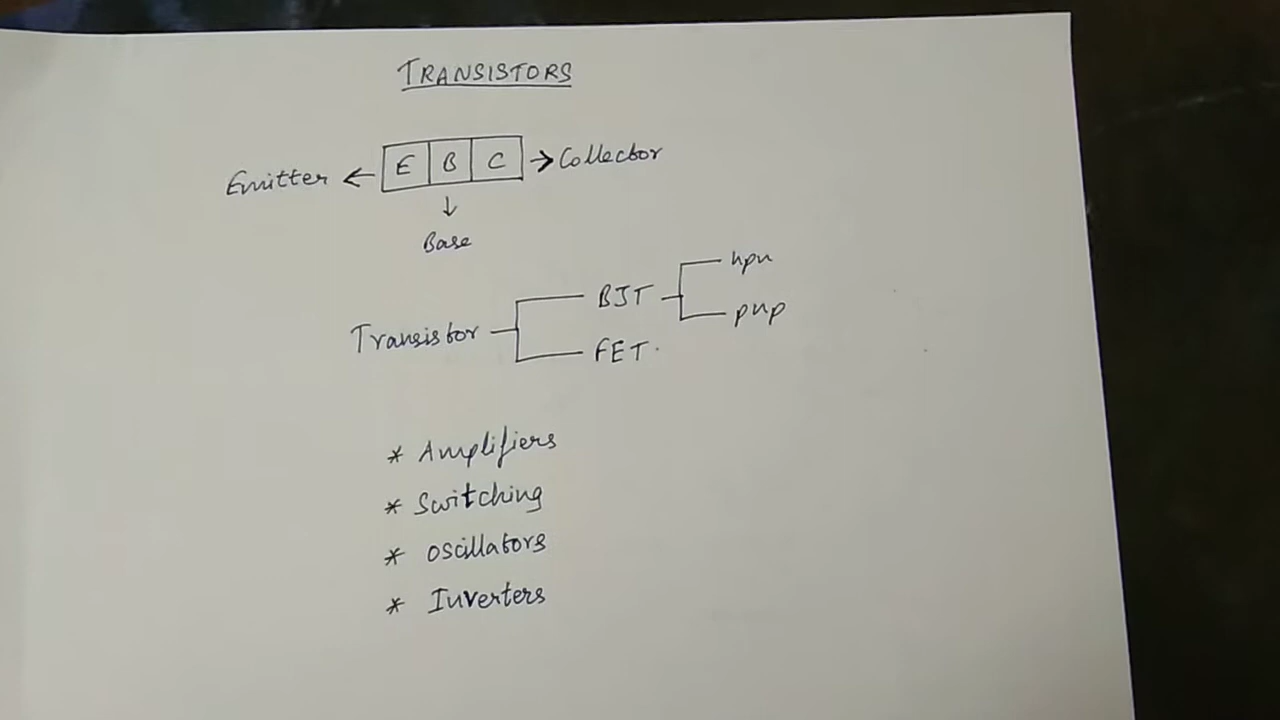 TRANSISTORS
Emitter ← E B C → Collector
↓
Base
Transistor
BJT
npn
pnp
FET.
* Amplifiers
* Switching
* Oscillators
* Inverters